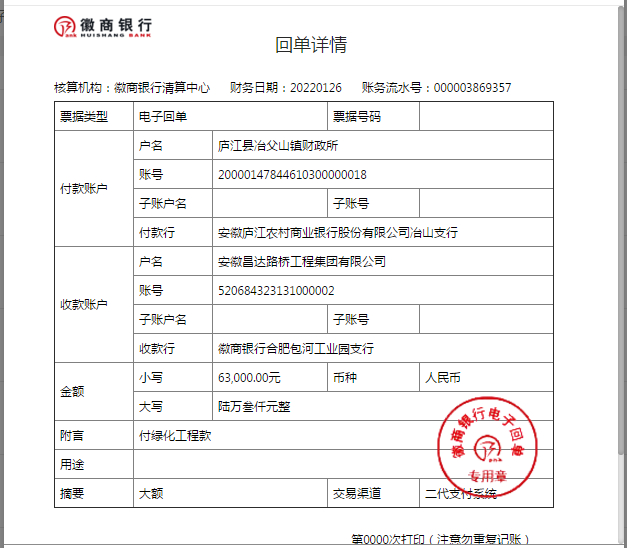 徽商银行
HUISHANG BANK
回单详情
核算机构：徽商银行清算中心 财务日期：20220126 账务流水号：000003869357
票据类型 电子回单 票据号码
付款账户 户名 庐江县冶父山镇财政所
账号 20000147844610300000018
子账户名 子账号
付款行 安徽庐江农村商业银行股份有限公司冶山支行
收款账户 户名 安徽昌达路桥工程集团有限公司
账号 520684323131000002
子账户名 子账号
收款行 徽商银行合肥包河工业园支行
金额 小写 63,000.00元 币种 人民币
大写 陆万叁仟元整
附言 付绿化工程款
用途
摘要 大额 交易渠道 二代支付系统
徽商银行电子回单
专用章
第0000次打印（注意勿重复记账）